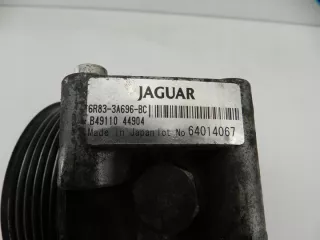 JAGUAR
6R83-3A696-BC
B49110 44904
Made in Japan Lot No 64014067